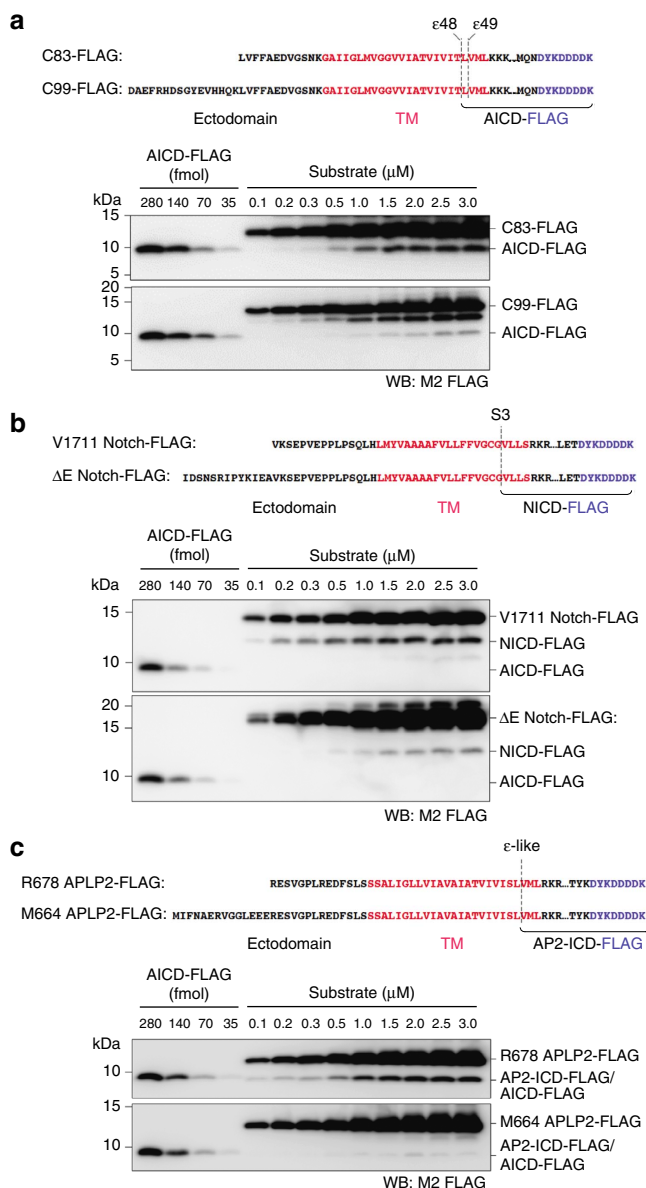 a
ε48 ε49
C83-FLAG: LVFFAEDVGSNKGAIIGLMVGGVVIATVIVITLVMLKKK…MQNDYKDDDDK
C99-FLAG: DAEFRHDSGYEVHHQKLVFFAEDVGSNKGAIIGLMVGGVVIATVIVITLVMLKKK…MQNDYKDDDDK
Ectodomain TM AICD-FLAG
AICD-FLAG (fmol) Substrate (μM)
kDa 280 140 70 35 0.1 0.2 0.3 0.5 1.0 1.5 2.0 2.5 3.0
15
C83-FLAG
10 AICD-FLAG
5
20
15 C99-FLAG
10 AICD-FLAG
5
WB: M2 FLAG
b
S3
V1711 Notch-FLAG: VKSEPVEPPLPSQLHLMYVAAAAFVLLFFVGCGVLLSRKR…LETDYKDDDDK
ΔE Notch-FLAG: IDSNSRIPYKIEAVKSEPVEPPLPSQLHLMYVAAAAFVLLFFVGCGVLLSRKR…LETDYKDDDDK
Ectodomain TM NICD-FLAG
AICD-FLAG (fmol) Substrate (μM)
kDa 280 140 70 35 0.1 0.2 0.3 0.5 1.0 1.5 2.0 2.5 3.0
15 V1711 Notch-FLAG
NICD-FLAG
10 AICD-FLAG
20
15 ΔE Notch-FLAG:
NICD-FLAG
10 AICD-FLAG
WB: M2 FLAG
c
ε-like
R678 APLP2-FLAG: RESVGPLREDFSLSSSALIGLLVIAVAIATVIVISLVMLRKR…TYKDYKDDDDK
M664 APLP2-FLAG: MIFNAERVGGLEEERESVGPLREDFSLSSSALIGLLVIAVAIATVIVISLVMLRKR…TYKDYKDDDDK
Ectodomain TM AP2-ICD-FLAG
AICD-FLAG (fmol) Substrate (μM)
280 140 70 35 0.1 0.2 0.3 0.5 1.0 1.5 2.0 2.5 3.0
kDa
R678 APLP2-FLAG
10 AP2-ICD-FLAG/
AICD-FLAG
15
M664 APLP2-FLAG
10 AP2-ICD-FLAG/
AICD-FLAG
WB: M2 FLAG